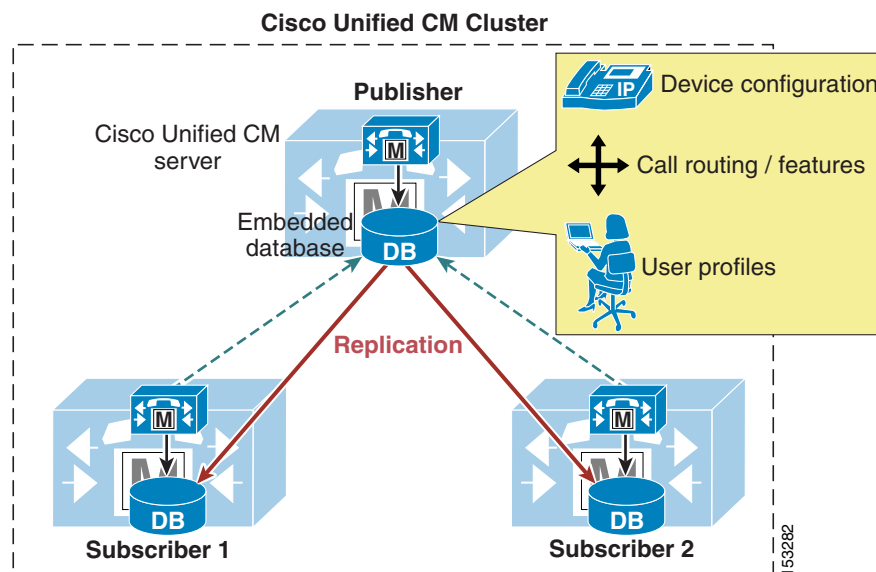 Cisco Unified CM Cluster
Publisher
Cisco Unified CM
server
M
Embedded
database
DB
IP
Device configuration
Call routing / features
User profiles
Replication
M
DB
Subscriber 1
M
DB
Subscriber 2
153282